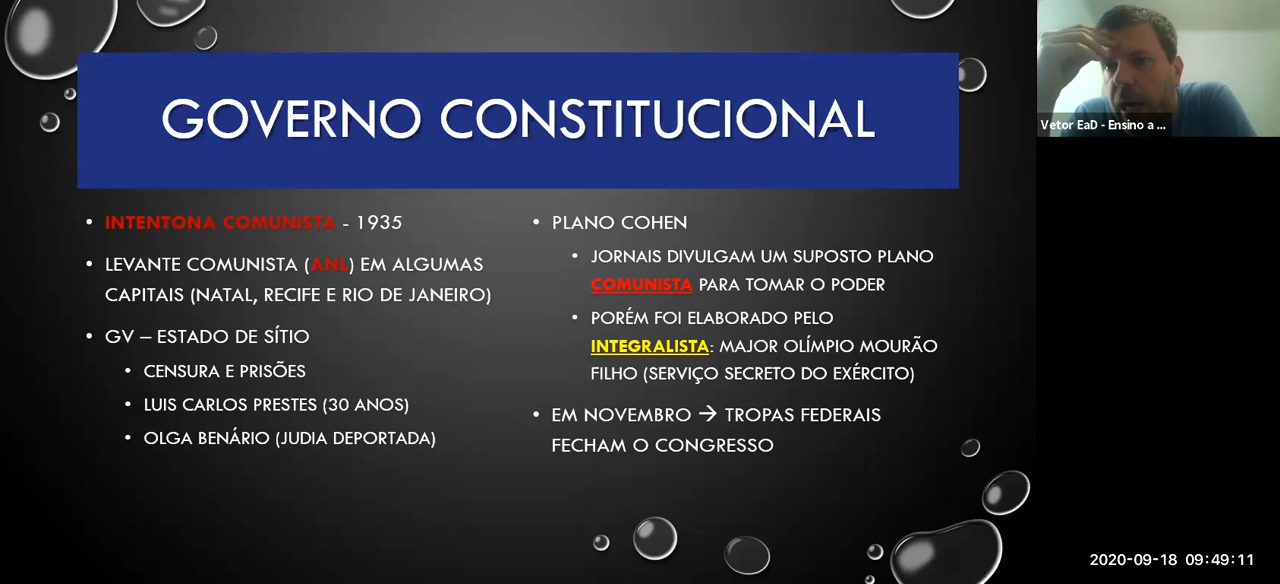 GOVERNO CONSTITUCIONAL
• INTENTONA COMUNISTA - 1935
• LEVANTE COMUNISTA (ANL) EM ALGUMAS
CAPITAIS (NATAL, RECIFE E RIO DE JANEIRO)
• GV – ESTADO DE SÍTIO
• CENSURA E PRISÕES
• LUIS CARLOS PRESTES (30 ANOS)
• OLGA BENÁRIO (JUDIA DEPORTADA)
• PLANO COHEN
• JORNAIS DIVULGAM UM SUPOSTO PLANO
COMUNISTA PARA TOMAR O PODER
• PORÉM FOI ELABORADO PELO
INTEGRALISTA: MAJOR OLÍMPIO MOURÃO
FILHO (SERVIÇO SECRETO DO EXÉRCITO)
• EM NOVEMBRO → TROPAS FEDERAIS
FECHAM O CONGRESSO
Vetor EaD - Ensino a ...
2020-09-18 09:49:11